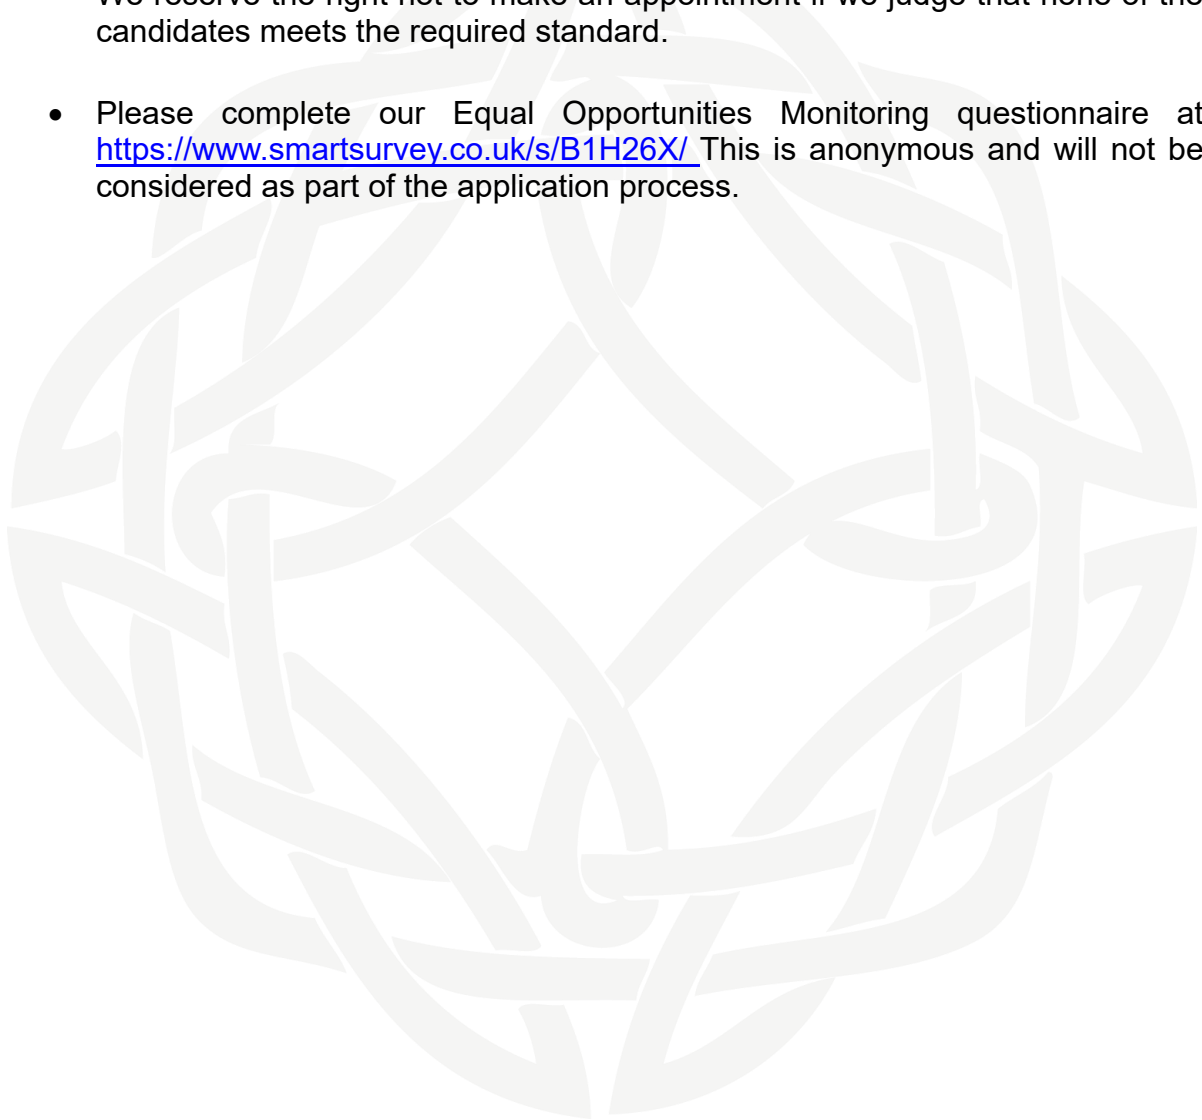 We reserve the right not to make an appointment if we judge that none of the
candidates meets the required standard.
• Please complete our Equal Opportunities Monitoring questionnaire at
https://www.smartsurvey.co.uk/s/B1H26X/ This is anonymous and will not be
considered as part of the application process.